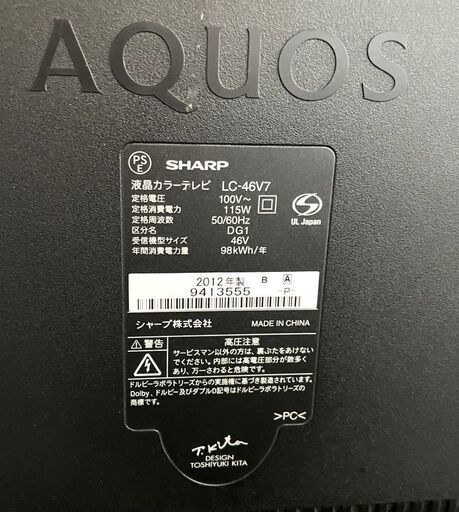 AQUOS
PS
E
SHARP
液晶カラーテレビ LC-46V7
定格電圧 100V～
定格消費電力 115W
定格周波数 50/60Hz
区分名 DG1
受信機型サイズ 46V
年間消費電力量 98kWh/年
S
UL Japan
2012年製 B A
9413555 -P-
シャープ株式会社 MADE IN CHINA
警告 高圧注意
サービスマン以外の方は、裏ぶたをあけない
でください。内部には高電圧部分が数多く
あり、万一さわると危険です。
ドルビーラボラトリーズからの実施権に基づき製造されています。
Dolby、ドルビー及びダブルD記号はドルビーラボラトリーズの
商標です。
>PC<
T. Kita
DESIGN
TOSHIYUKI KITA